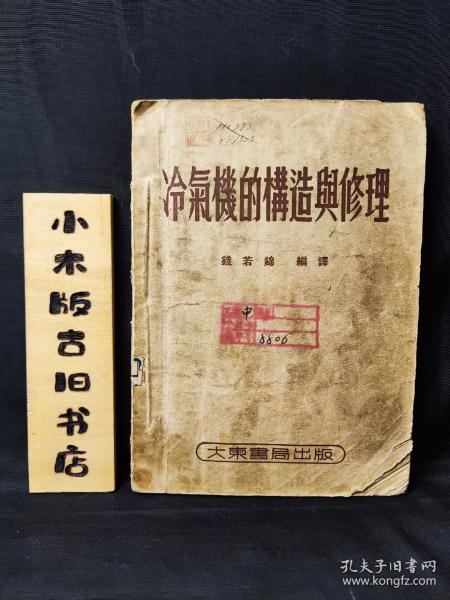 小木版古旧书店
冷氣機的構造與修理
錢若錦 編譯
中
8806
大東書局出版
孔夫子旧书网
www.kongfz.com